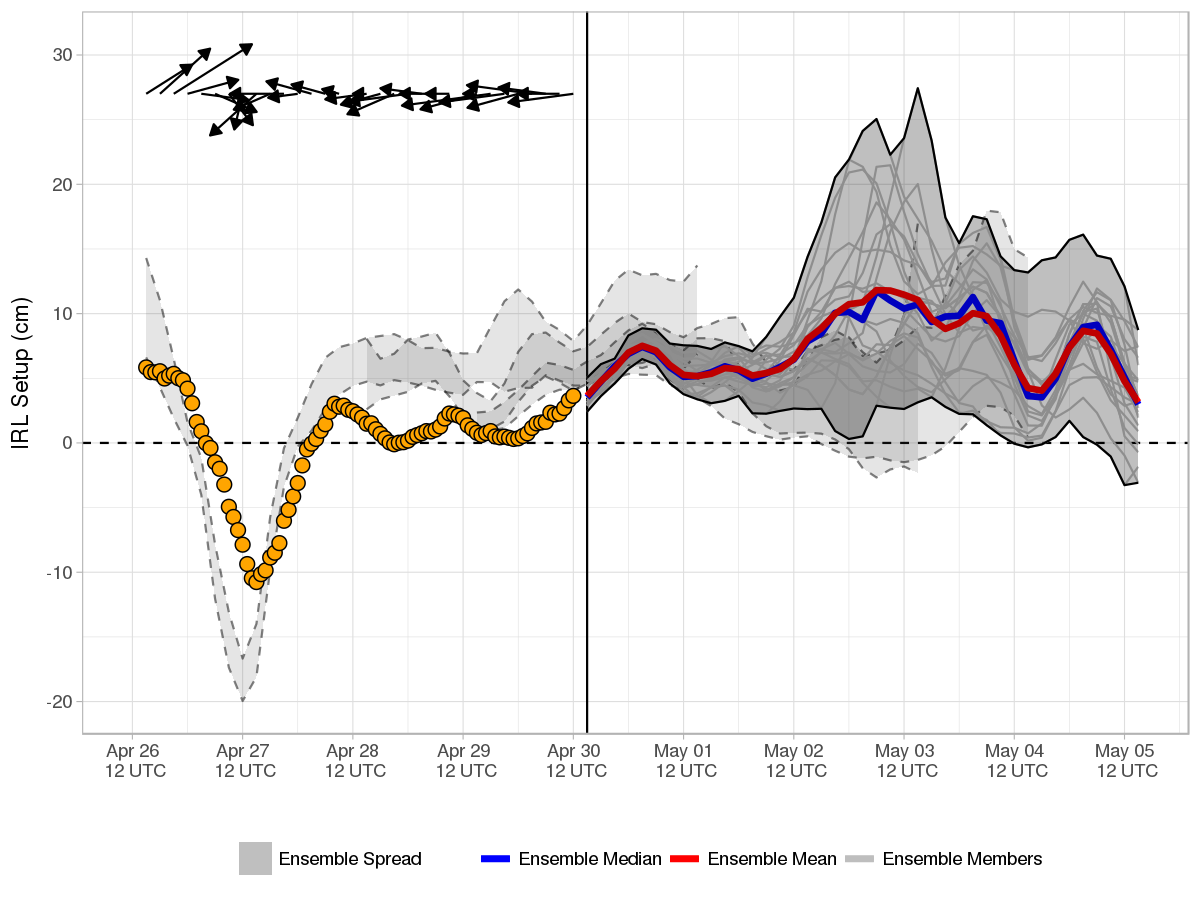 IRL Setup (cm)
30
20
10
0
-10
-20
Apr 26
12 UTC
Apr 27
12 UTC
Apr 28
12 UTC
Apr 29
12 UTC
Apr 30
12 UTC
May 01
12 UTC
May 02
12 UTC
May 03
12 UTC
May 04
12 UTC
May 05
12 UTC
Ensemble Spread
Ensemble Median
Ensemble Mean
Ensemble Members